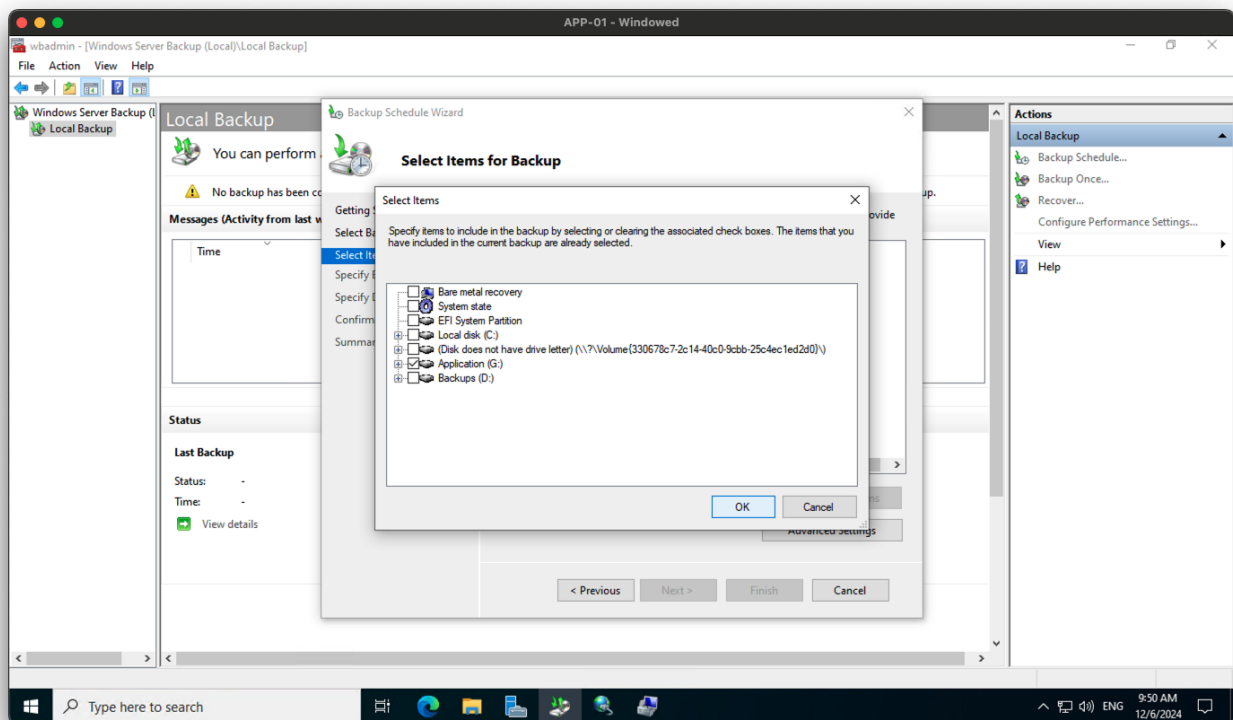 APP-01 - Windowed
wbadmin - [Windows Server Backup (Local)\Local Backup]
File Action View Help
Windows Server Backup (L
Local Backup
Local Backup
You can perform
No backup has been co
up.
Messages (Activity from last w
Time
Status
Last Backup
Status: -
Time: -
View details
Backup Schedule Wizard
Select Items for Backup
Getting S
Select Ba
Select Ite
Specify B
Specify D
Confirm
Summar
ovide
Select Items
Specify items to include in the backup by selecting or clearing the associated check boxes. The items that you
have included in the current backup are already selected.
Bare metal recovery
System state
EFI System Partition
Local disk (C:)
(Disk does not have drive letter) (\\?\Volume{330678c7-2c14-40c0-9cbb-25c4ec1ed2d0}\)
Application (G:)
Backups (D:)
OK Cancel
ns
Advanced Settings
< Previous Next > Finish Cancel
Actions
Local Backup
Backup Schedule...
Backup Once...
Recover...
Configure Performance Settings...
View
Help
Type here to search
ENG
9:50 AM
12/6/2024